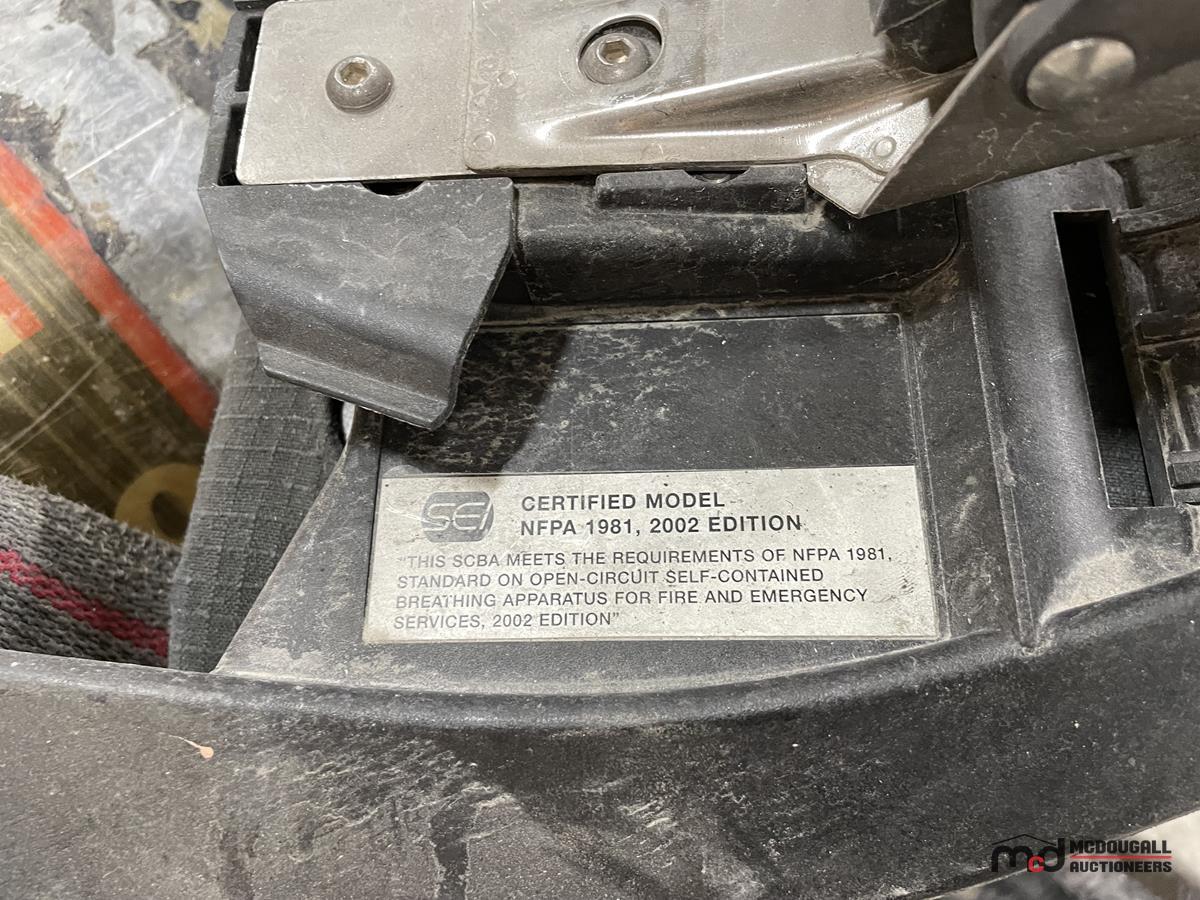 SEI
CERTIFIED MODEL
NFPA 1981, 2002 EDITION
"THIS SCBA MEETS THE REQUIREMENTS OF NFPA 1981,
STANDARD ON OPEN-CIRCUIT SELF-CONTAINED
BREATHING APPARATUS FOR FIRE AND EMERGENCY
SERVICES, 2002 EDITION"
mcd MCDOUGALL
AUCTIONEERS